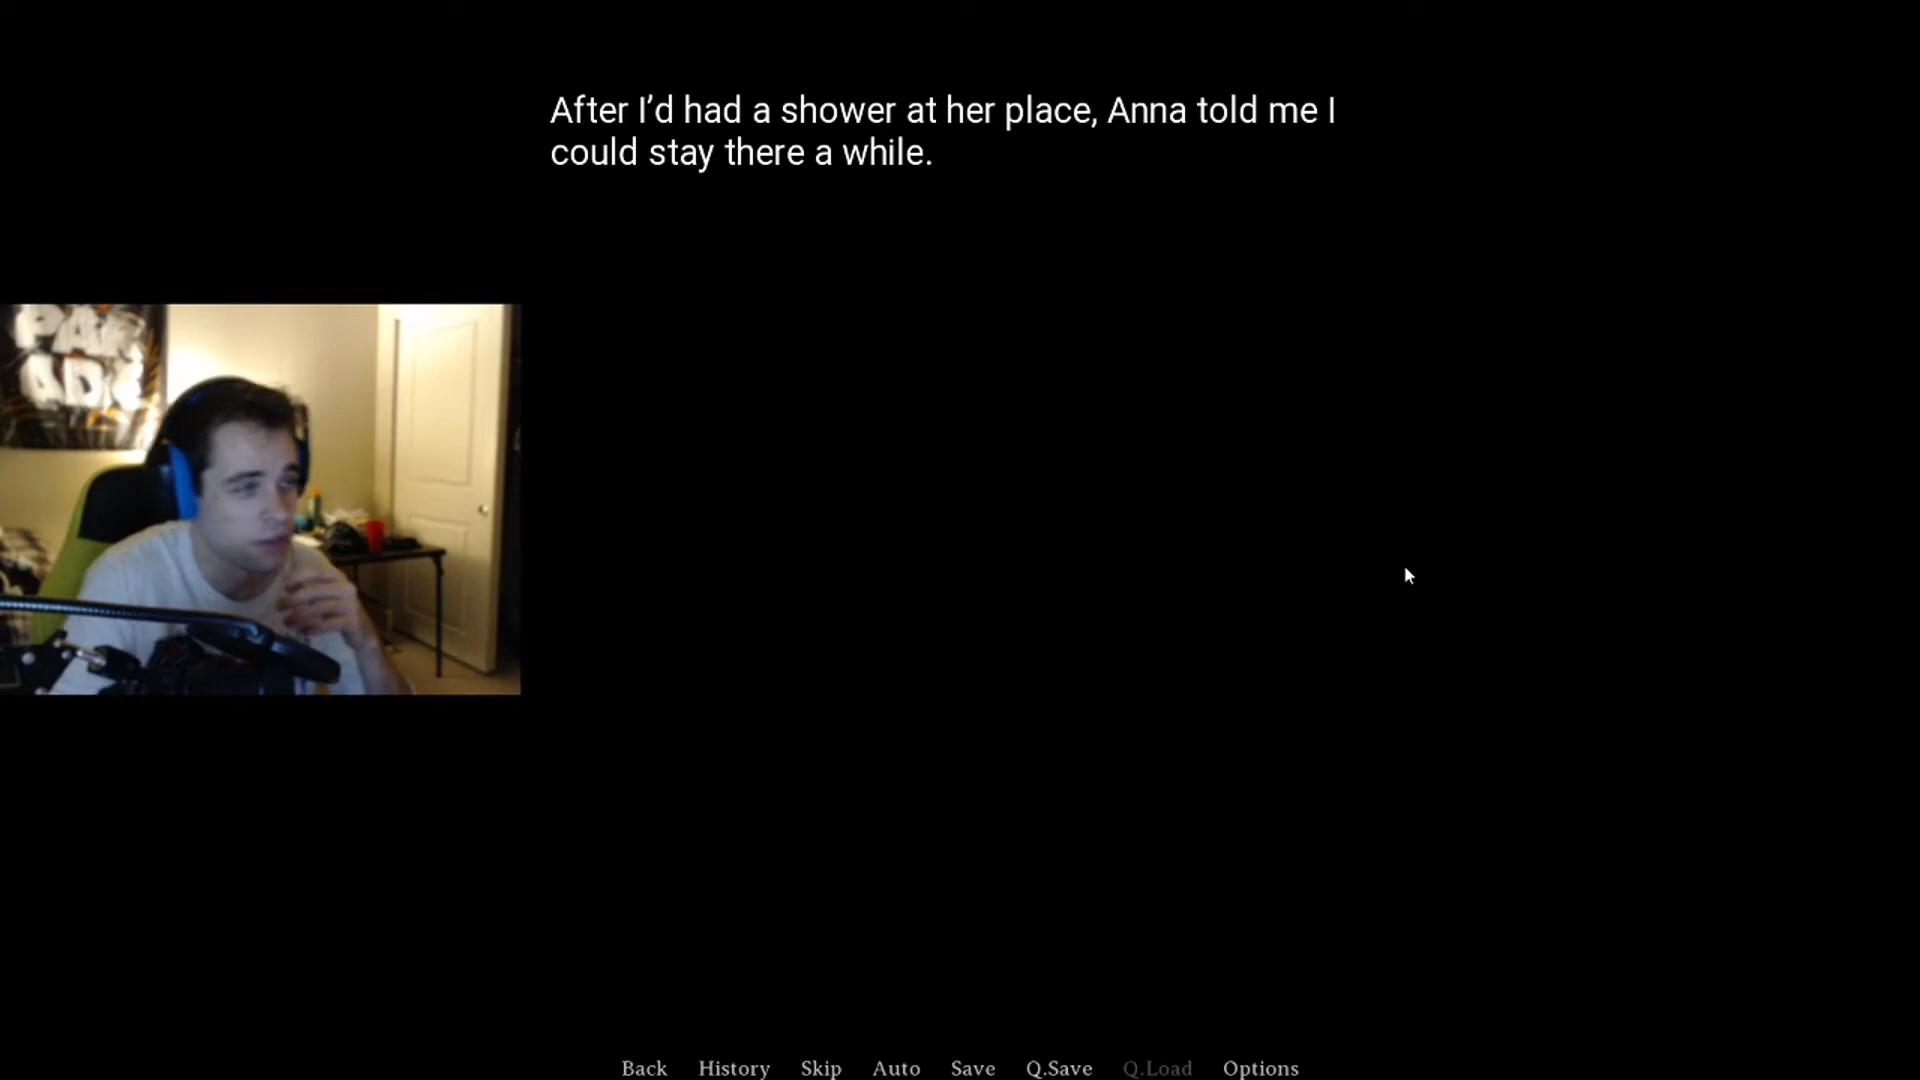 After I’d had a shower at her place, Anna told me I
could stay there a while.
Back History Skip Auto Save Q.Save Q.Load Options